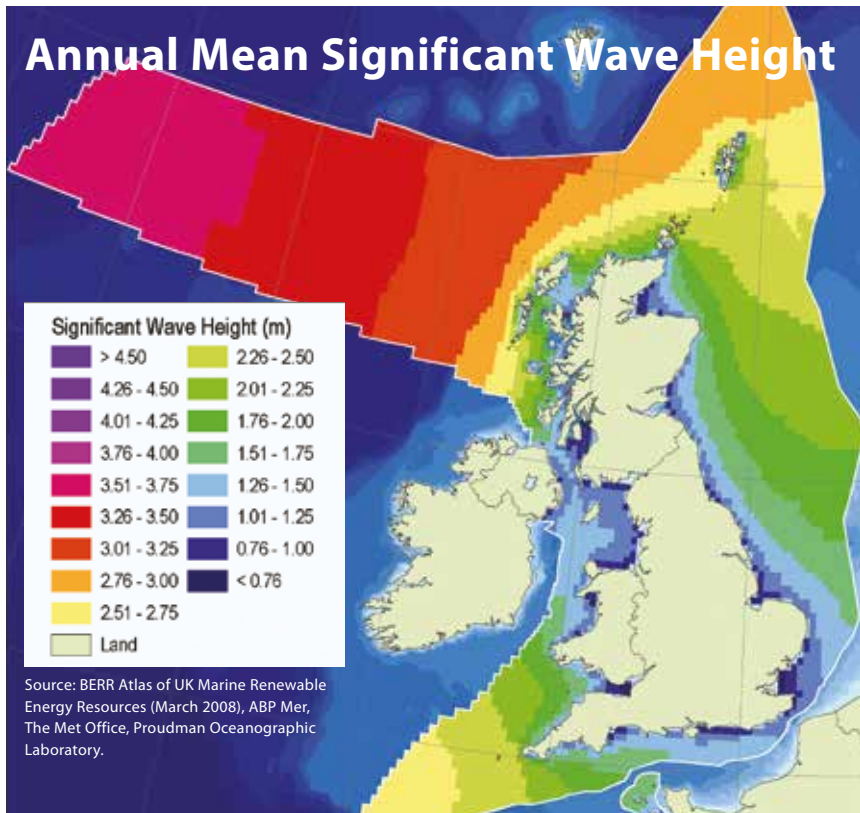 Annual Mean Significant Wave Height
Significant Wave Height (m)
> 4.50
4.26 - 4.50
4.01 - 4.25
3.76 - 4.00
3.51 - 3.75
3.26 - 3.50
3.01 - 3.25
2.76 - 3.00
2.51 - 2.75
Land
2.26 - 2.50
2.01 - 2.25
1.76 - 2.00
1.51 - 1.75
1.26 - 1.50
1.01 - 1.25
0.76 - 1.00
< 0.76
Source: BERR Atlas of UK Marine Renewable
Energy Resources (March 2008), ABP Mer,
The Met Office, Proudman Oceanographic
Laboratory.